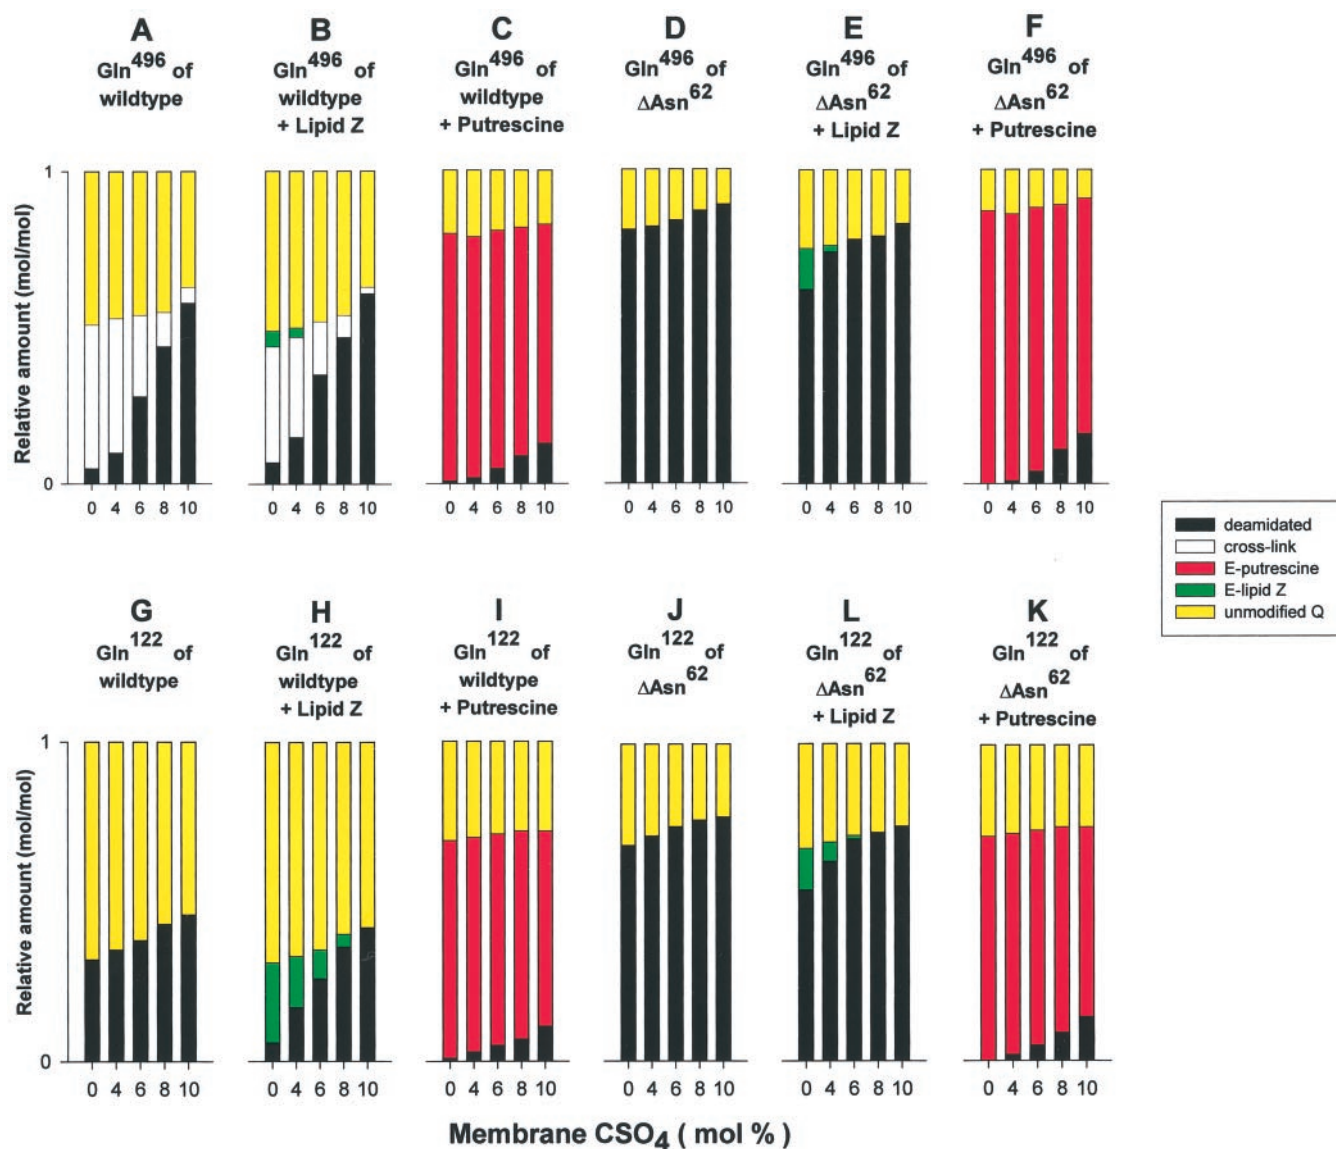 A
Gln496 of
wildtype
B
Gln496 of
wildtype
+ Lipid Z
C
Gln496 of
wildtype
+ Putrescine
D
Gln496 of
ΔAsn62
E
Gln496 of
ΔAsn62
+ Lipid Z
F
Gln496 of
ΔAsn62
+ Putrescine
Relative amount (mol/mol)
1
0
0 4 6 8 10
0 4 6 8 10
0 4 6 8 10
0 4 6 8 10
0 4 6 8 10
0 4 6 8 10
deamidated
cross-link
E-putrescine
E-lipid Z
unmodified Q
G
Gln122 of
wildtype
H
Gln122 of
wildtype
+ Lipid Z
I
Gln122 of
wildtype
+ Putrescine
J
Gln122 of
ΔAsn62
L
Gln122 of
ΔAsn62
+ Lipid Z
K
Gln122 of
ΔAsn62
+ Putrescine
Relative amount (mol/mol)
1
0
0 4 6 8 10
0 4 6 8 10
0 4 6 8 10
0 4 6 8 10
0 4 6 8 10
0 4 6 8 10
Membrane CSO4 ( mol % )